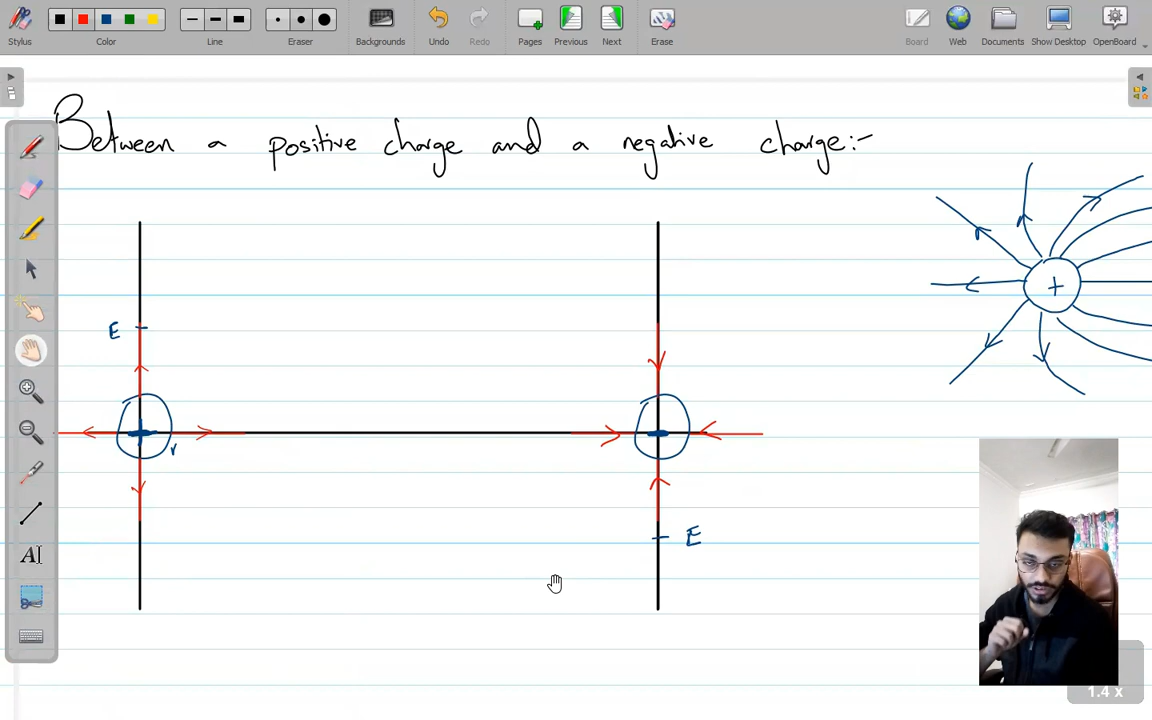 Stylus
Color
Line
Eraser
Backgrounds
Undo
Redo
Pages
Previous
Next
Erase
Board
Web
Documents
Show Desktop
OpenBoard
Between a positive charge and a negative charge:-
E
+
r
E
A
1.4 x